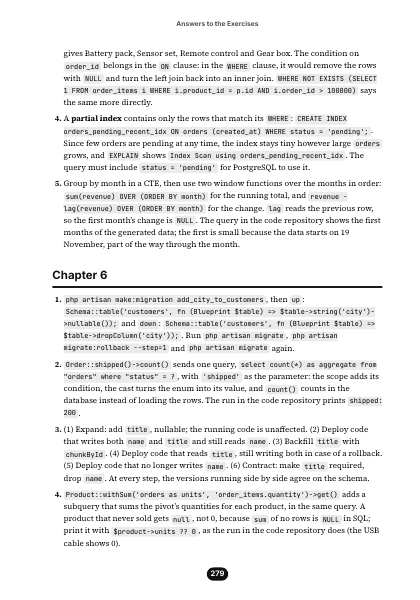 Answers to the Exercises
gives Battery pack, Sensor set, Remote control and Gear box. The condition on
order_id belongs in the ON clause: in the WHERE clause, it would remove the rows
with NULL and turn the left join back into an inner join. WHERE NOT EXISTS (SELECT
1 FROM order_items i WHERE i.product_id = p.id AND i.order_id > 100000) says
the same more directly.
4. A partial index contains only the rows that match its WHERE: CREATE INDEX
orders_pending_recent_idx ON orders (created_at) WHERE status = 'pending'; .
Since few orders are pending at any time, the index stays tiny however large orders
grows, and EXPLAIN shows Index Scan using orders_pending_recent_idx. The
query must include status = 'pending' for PostgreSQL to use it.
5. Group by month in a CTE, then use two window functions over the months in order:
sum(revenue) OVER (ORDER BY month) for the running total, and revenue -
lag(revenue) OVER (ORDER BY month) for the change. lag reads the previous row,
so the first month's change is NULL. The query in the code repository shows the first
months of the generated data; the first is small because the data starts on 19
November, part of the way through the month.
Chapter 6
1. php artisan make:migration add_city_to_customers, then up:
Schema::table('customers', fn (Blueprint $table) => $table->string('city')-
>nullable()); and down: Schema::table('customers', fn (Blueprint $table) =>
$table->dropColumn('city'));. Run php artisan migrate, php artisan
migrate:rollback --step=1 and php artisan migrate again.
2. Order::shipped()->count() sends one query, select count(*) as aggregate from
"orders" where "status" = ?, with 'shipped' as the parameter: the scope adds its
condition, the cast turns the enum into its value, and count() counts in the
database instead of loading the rows. The run in the code repository prints shipped:
200.
3. (1) Expand: add title, nullable; the running code is unaffected. (2) Deploy code
that writes both name and title and still reads name. (3) Backfill title with
chunkById. (4) Deploy code that reads title, still writing both in case of a rollback.
(5) Deploy code that no longer writes name. (6) Contract: make title required,
drop name. At every step, the versions running side by side agree on the schema.
4. Product::withSum('orders as units', 'order_items.quantity')->get() adds a
subquery that sums the pivot's quantities for each product, in the same query. A
product that never sold gets null, not 0, because sum of no rows is NULL in SQL;
print it with $product->units ?? 0, as the run in the code repository does (the USB
cable shows 0).
279